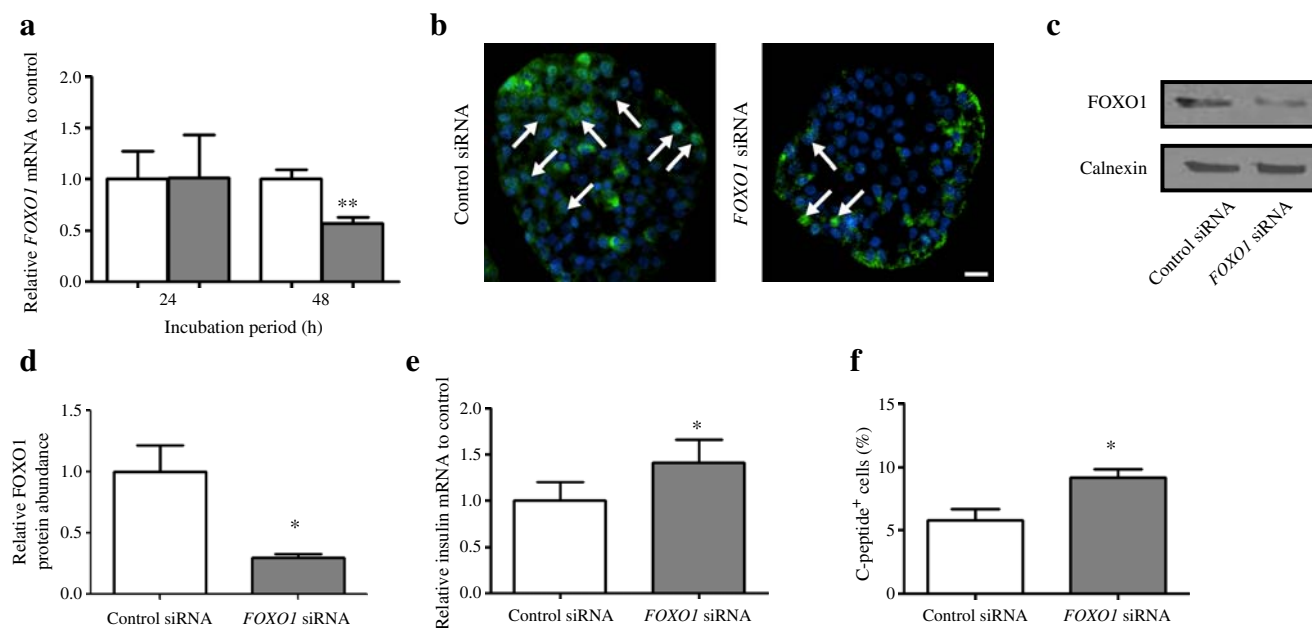 a
Relative FOXO1 mRNA to control
2.0
1.5
1.0
0.5
0.0
**
24
48
Incubation period (h)
b
Control siRNA
FOXO1 siRNA
c
FOXO1
Calnexin
Control siRNA
FOXO1 siRNA
d
Relative FOXO1
protein abundance
1.5
1.0
0.5
0.0
*
Control siRNA
FOXO1 siRNA
e
Relative insulin mRNA to control
2.0
1.5
1.0
0.5
0.0
*
Control siRNA
FOXO1 siRNA
f
C-peptide⁺ cells (%)
15
10
5
0
*
Control siRNA
FOXO1 siRNA